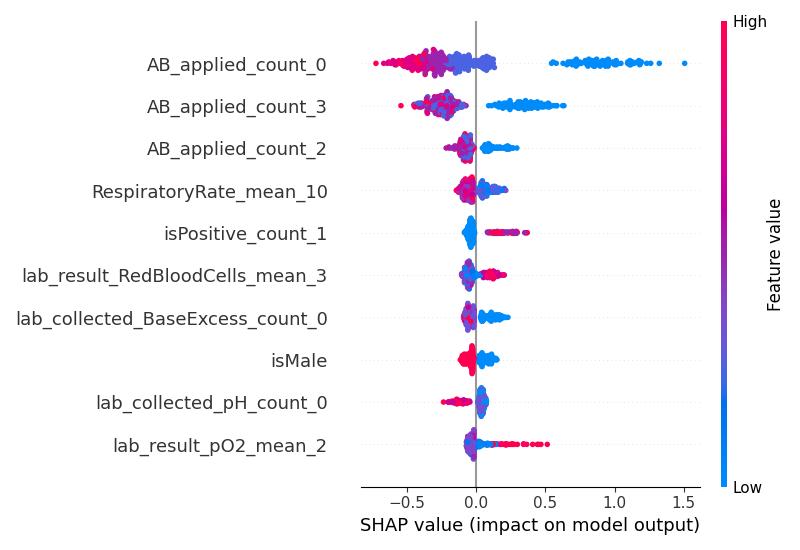 High
AB_applied_count_0
AB_applied_count_3
AB_applied_count_2
RespiratoryRate_mean_10
isPositive_count_1
lab_result_RedBloodCells_mean_3
lab_collected_BaseExcess_count_0
isMale
lab_collected_pH_count_0
lab_result_pO2_mean_2
Feature value
Low
−0.5 0.0 0.5 1.0 1.5
SHAP value (impact on model output)